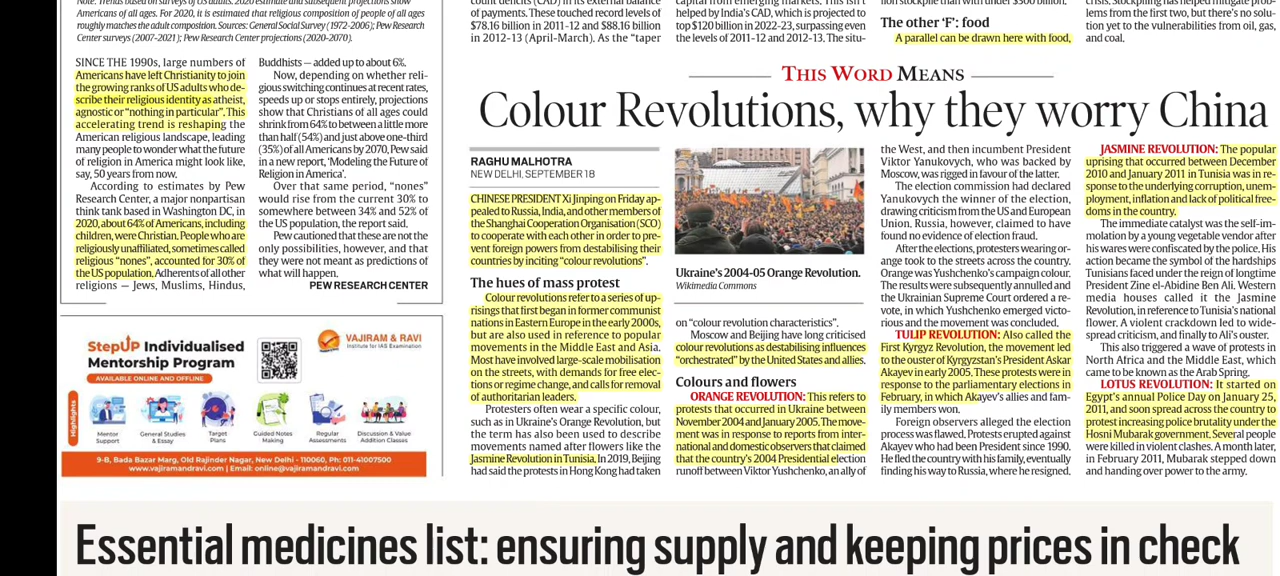 Note: Trends based on surveys of US adults. 2020 estimate and subsequent projections show
Americans of all ages. For 2020, it is estimated that religious composition of people of all ages
roughly matches the adult composition. Sources: General Social Survey (1972-2006); Pew Research
Center surveys (2007-2021); Pew Research Center projections (2020-2070).
SINCE THE 1990s, large numbers of
Americans have left Christianity to join
the growing ranks of US adults who de-
scribe their religious identity as atheist,
agnostic or "nothing in particular". This
accelerating trend is reshaping the
American religious landscape, leading
many people to wonder what the future
of religion in America might look like,
say, 50 years from now.
According to estimates by Pew
Research Center, a major nonpartisan
think tank based in Washington DC, in
2020, about 64% of Americans, including
children, were Christian. People who are
religiously unaffiliated, sometimes called
religious "nones", accounted for 30% of
the US population. Adherents of all other
religions — Jews, Muslims, Hindus,
Buddhists — added up to about 6%.
Now, depending on whether reli-
gious switching continues at recent rates,
speeds up or stops entirely, projections
show that Christians of all ages could
shrink from 64% to between a little more
than half (54%) and just above one-third
(35%) of all Americans by 2070, Pew said
in a new report, 'Modeling the Future of
Religion in America'.
Over that same period, "nones"
would rise from the current 30% to
somewhere between 34% and 52% of
the US population, the report said.
Pew cautioned that these are not the
only possibilities, however, and that
they were not meant as predictions of
what will happen.
PEW RESEARCH CENTER
StepUP Individualised
Mentorship Program
AVAILABLE ONLINE AND OFFLINE
VAJIRAM & RAVI
Institute for IAS Examination
Highlights
Mentor
Support
General Studies
& Essay
Target
Plans
Guided Notes
Making
Regular
Assessments
Discussion & Value
Addition Classes
9-B, Bada Bazar Marg, Old Rajinder Nagar, New Delhi - 110060, Ph: 011-41007500
www.vajiramandravi.com | Email: online@vajiramandravi.com
count deficits (CAD) in its external balance
of payments. These touched record levels of
$78.16 billion in 2011-12 and $88.16 billion
in 2012-13 (April-March). As the "taper
capital from emerging markets. This isn't
helped by India's CAD, which is projected to
top $120 billion in 2022-23, surpassing even
the levels of 2011-12 and 2012-13. The situ-
tion stockpile than with under $300 billion.
The other 'F': food
A parallel can be drawn here with food,
crisis. Stockpiling has helped mitigate prob-
lems from the first two, but there's no solu-
tion yet to the vulnerabilities from oil, gas,
and coal.
THIS WORD MEANS
Colour Revolutions, why they worry China
RAGHU MALHOTRA
NEW DELHI, SEPTEMBER 18
CHINESE PRESIDENT Xi Jinping on Friday ap-
pealed to Russia, India, and other members of
the Shanghai Cooperation Organisation (SCO)
to cooperate with each other in order to pre-
vent foreign powers from destabilising their
countries by inciting "colour revolutions".
The hues of mass protest
Colour revolutions refer to a series of up-
risings that first began in former communist
nations in Eastern Europe in the early 2000s,
but are also used in reference to popular
movements in the Middle East and Asia.
Most have involved large-scale mobilisation
on the streets, with demands for free elec-
tions or regime change, and calls for removal
of authoritarian leaders.
Protesters often wear a specific colour,
such as in Ukraine's Orange Revolution, but
the term has also been used to describe
movements named after flowers like the
Jasmine Revolution in Tunisia. In 2019, Beijing
had said the protests in Hong Kong had taken
Ukraine's 2004-05 Orange Revolution.
Wikimedia Commons
on "colour revolution characteristics".
Moscow and Beijing have long criticised
colour revolutions as destabilising influences
"orchestrated" by the United States and allies.
Colours and flowers
ORANGE REVOLUTION: This refers to
protests that occurred in Ukraine between
November 2004 and January 2005. The move-
ment was in response to reports from inter-
national and domestic observers that claimed
that the country's 2004 Presidential election
runoff between Viktor Yushchenko, an ally of
the West, and then incumbent President
Viktor Yanukovych, who was backed by
Moscow, was rigged in favour of the latter.
The election commission had declared
Yanukovych the winner of the election,
drawing criticism from the US and European
Union. Russia, however, claimed to have
found no evidence of election fraud.
After the elections, protesters wearing or-
ange took to the streets across the country.
Orange was Yushchenko's campaign colour.
The results were subsequently annulled and
the Ukrainian Supreme Court ordered a re-
vote, in which Yushchenko emerged victo-
rious and the movement was concluded.
TULIP REVOLUTION: Also called the
First Kyrgyz Revolution, the movement led
to the ouster of Kyrgyzstan's President Askar
Akayev in early 2005. These protests were in
response to the parliamentary elections in
February, in which Akayev's allies and fam-
ily members won.
Foreign observers alleged the election
process was flawed. Protests erupted against
Akayev who had been President since 1990.
He fled the country with his family, eventually
finding his way to Russia, where he resigned.
JASMINE REVOLUTION: The popular
uprising that occurred between December
2010 and January 2011 in Tunisia was in re-
sponse to the underlying corruption, unem-
ployment, inflation and lack of political free-
doms in the country.
The immediate catalyst was the self-im-
molation by a young vegetable vendor after
his wares were confiscated by the police. His
action became the symbol of the hardships
Tunisians faced under the reign of longtime
President Zine el-Abidine Ben Ali. Western
media houses called it the Jasmine
Revolution, in reference to Tunisia's national
flower. A violent crackdown led to wide-
spread criticism, and finally to Ali's ouster.
This also triggered a wave of protests in
North Africa and the Middle East, which
came to be known as the Arab Spring.
LOTUS REVOLUTION: It started on
Egypt's annual Police Day on January 25,
2011, and soon spread across the country to
protest increasing police brutality under the
Hosni Mubarak government. Several people
were killed in violent clashes. A month later,
in February 2011, Mubarak stepped down
and handing over power to the army.
Essential medicines list: ensuring supply and keeping prices in check